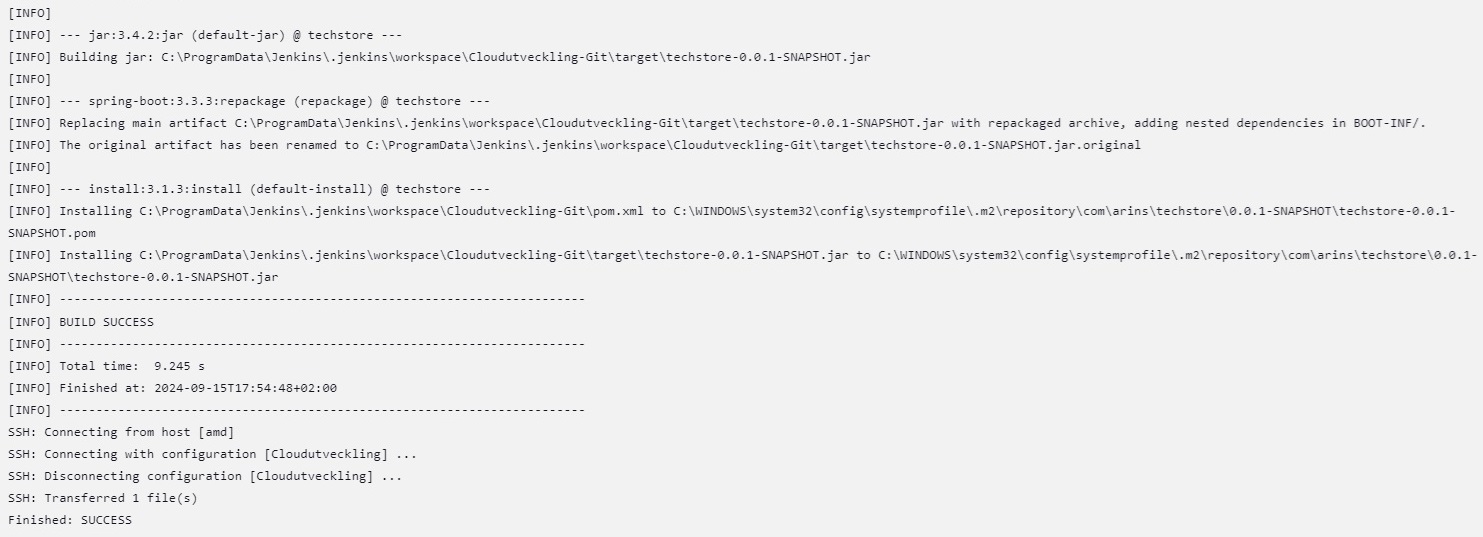 [INFO]
[INFO] --- jar:3.4.2:jar (default-jar) @ techstore ---
[INFO] Building jar: C:\ProgramData\Jenkins\.jenkins\workspace\Cloudutveckling-Git\target\techstore-0.0.1-SNAPSHOT.jar
[INFO]
[INFO] --- spring-boot:3.3.3:repackage (repackage) @ techstore ---
[INFO] Replacing main artifact C:\ProgramData\Jenkins\.jenkins\workspace\Cloudutveckling-Git\target\techstore-0.0.1-SNAPSHOT.jar with repackaged archive, adding nested dependencies in BOOT-INF/.
[INFO] The original artifact has been renamed to C:\ProgramData\Jenkins\.jenkins\workspace\Cloudutveckling-Git\target\techstore-0.0.1-SNAPSHOT.jar.original
[INFO]
[INFO] --- install:3.1.3:install (default-install) @ techstore ---
[INFO] Installing C:\ProgramData\Jenkins\.jenkins\workspace\Cloudutveckling-Git\pom.xml to C:\WINDOWS\system32\config\systemprofile\.m2\repository\com\arins\techstore\0.0.1-SNAPSHOT\techstore-0.0.1-
SNAPSHOT.pom
[INFO] Installing C:\ProgramData\Jenkins\.jenkins\workspace\Cloudutveckling-Git\target\techstore-0.0.1-SNAPSHOT.jar to C:\WINDOWS\system32\config\systemprofile\.m2\repository\com\arins\techstore\0.0.1-
SNAPSHOT\techstore-0.0.1-SNAPSHOT.jar
[INFO] ------------------------------------------------------------------------
[INFO] BUILD SUCCESS
[INFO] ------------------------------------------------------------------------
[INFO] Total time:  9.245 s
[INFO] Finished at: 2024-09-15T17:54:48+02:00
[INFO] ------------------------------------------------------------------------
SSH: Connecting from host [amd]
SSH: Connecting with configuration [Cloudutveckling] ...
SSH: Disconnecting configuration [Cloudutveckling] ...
SSH: Transferred 1 file(s)
Finished: SUCCESS